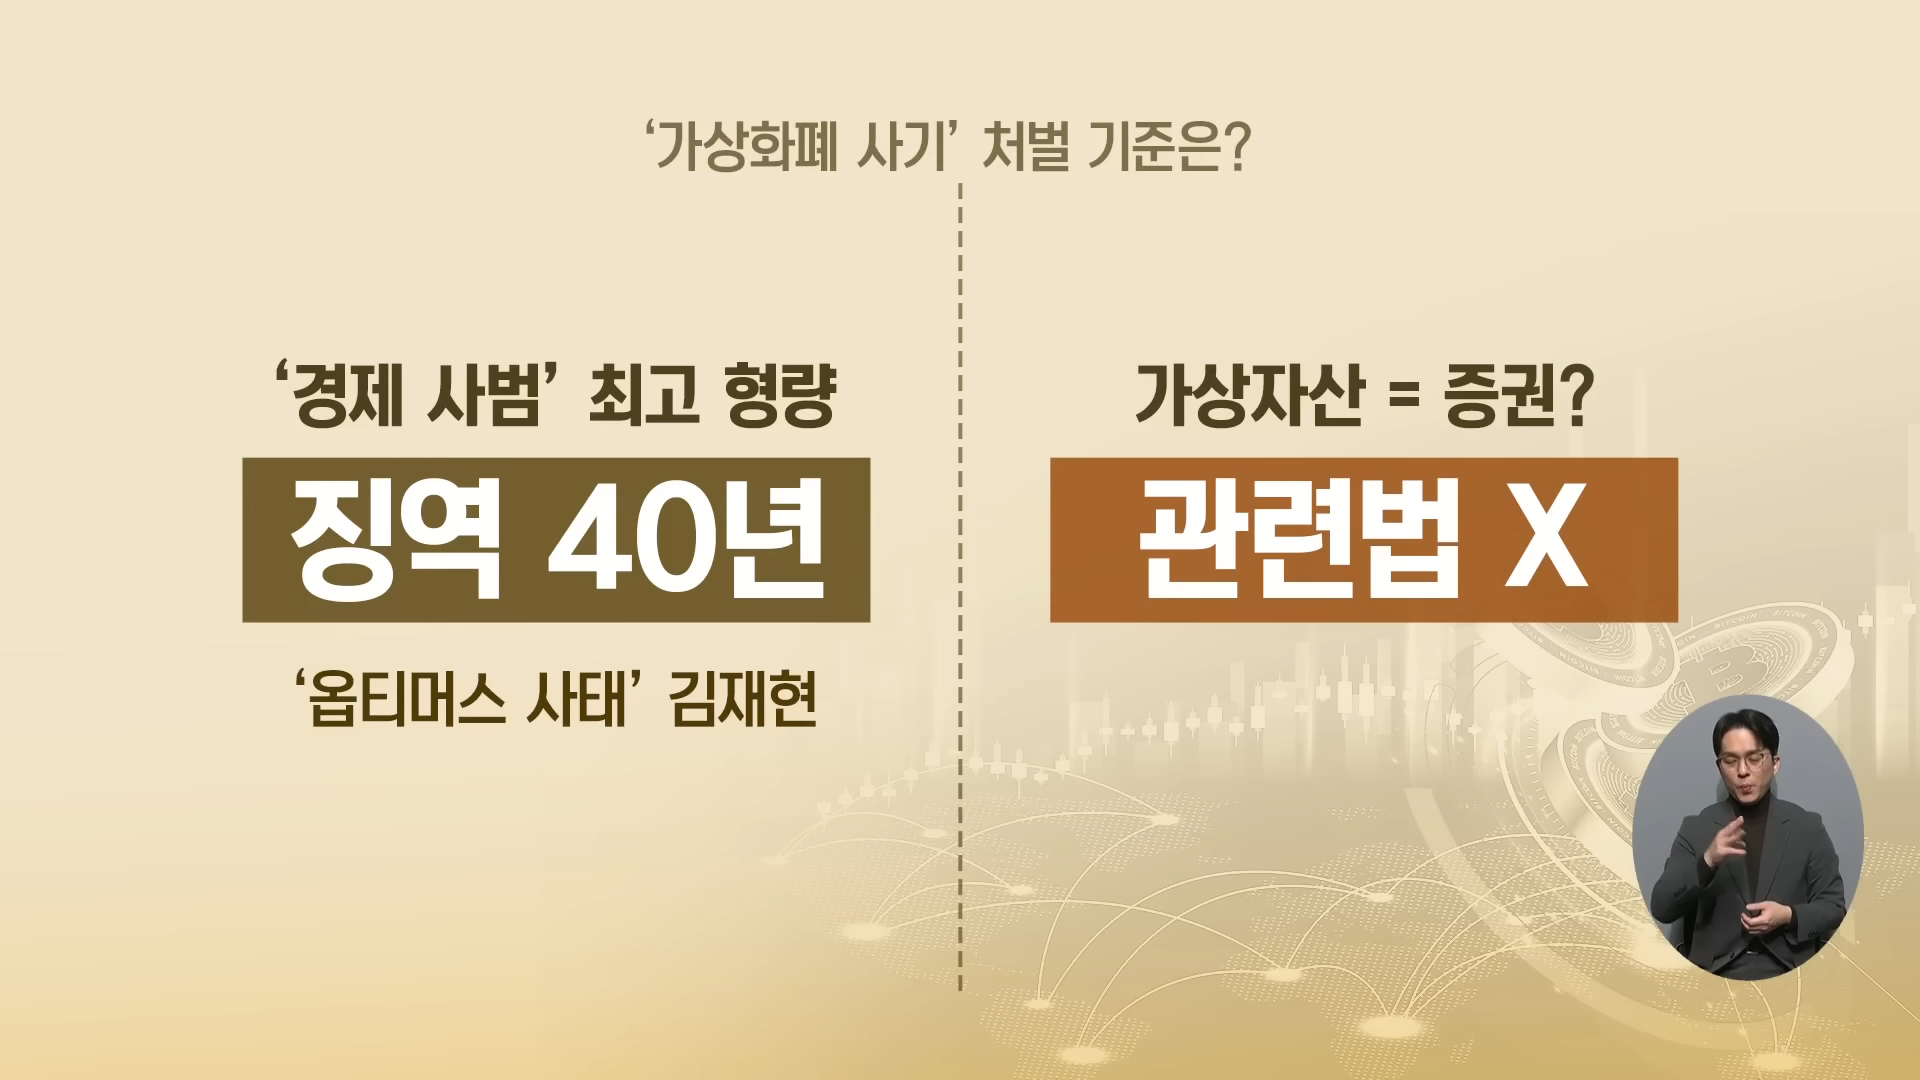 ‘가상화폐 사기’ 처벌 기준은?
‘경제 사범’ 최고 형량
징역 40년
‘옵티머스 사태’ 김재현
가상자산 = 증권?
관련법 X
BITCOIN
BITCOIN